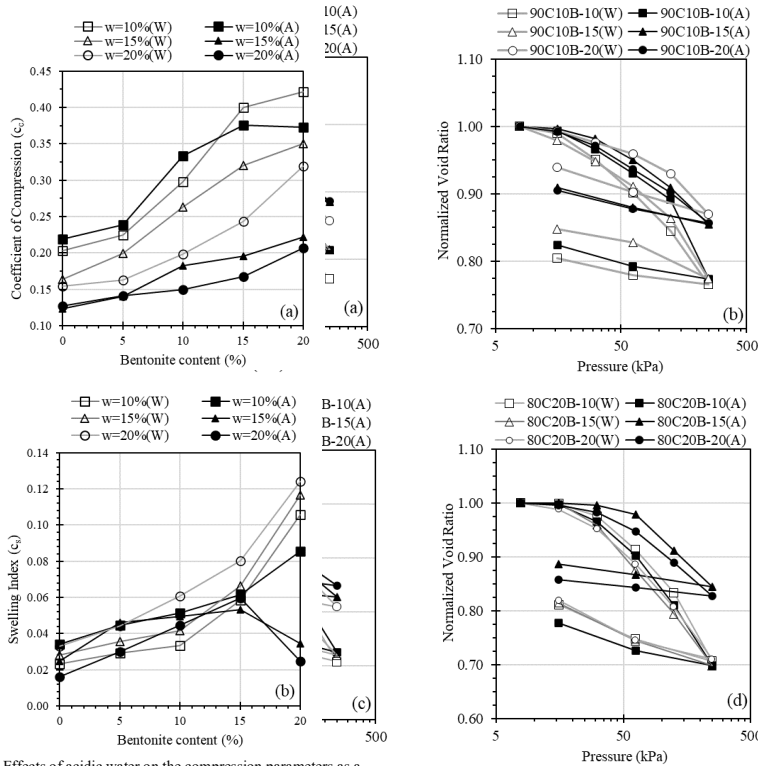 w=10%(W) w=10%(A)
w=15%(W) w=15%(A)
w=20%(W) w=20%(A)
10(A)
15(A)
20(A)
0.45
0.40
0.35
0.30
0.25
0.20
0.15
0.10
Coefficient of Compression (cc)
0 5 10 15 20
Bentonite content (%)
(a)
(a)
500
90C10B-10(W) 90C10B-10(A)
90C10B-15(W) 90C10B-15(A)
90C10B-20(W) 90C10B-20(A)
1.10
1.00
0.90
0.80
0.70
Normalized Void Ratio
(b)
5 50 500
Pressure (kPa)
w=10%(W) w=10%(A)
w=15%(W) w=15%(A)
w=20%(W) w=20%(A)
B-10(A)
B-15(A)
B-20(A)
0.14
0.12
0.10
0.08
0.06
0.04
0.02
0.00
Swelling Index (cs)
0 5 10 15 20
Bentonite content (%)
(b)
(c)
500
80C20B-10(W) 80C20B-10(A)
80C20B-15(W) 80C20B-15(A)
80C20B-20(W) 80C20B-20(A)
1.10
1.00
0.90
0.80
0.70
0.60
Normalized Void Ratio
(d)
5 50 500
Pressure (kPa)
Effects of acidic water on the compression parameters as a